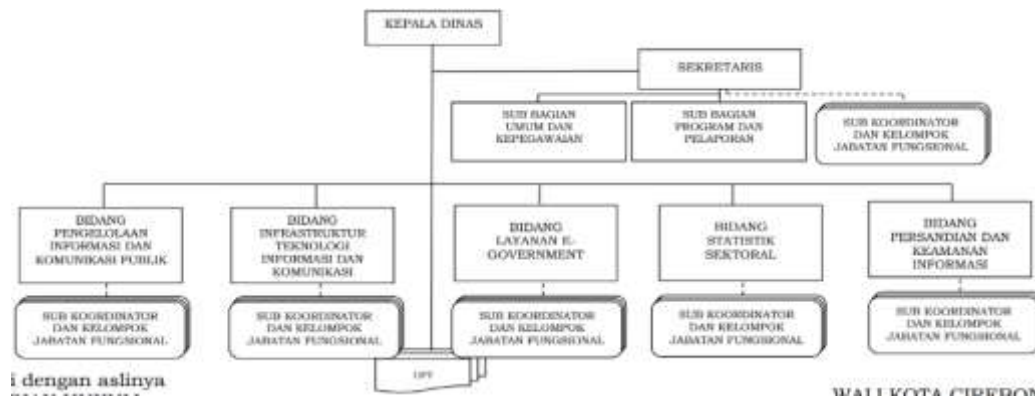 KEPALA DINAS
SEKRETARIS
SUB BAGIAN
UMUM DAN
KEPEGAWAIAN
SUB BAGIAN
PROGRAM DAN
PELAPORAN
SUB KOORDINATOR
DAN KELOMPOK
JABATAN FUNGSIONAL
BIDANG
PENGELOLAAN
INFORMASI DAN
KOMUNIKASI PUBLIK
BIDANG
INFRASTRUKTUR
TEKNOLOGI
INFORMASI DAN
KOMUNIKASI
BIDANG
LAYANAN E-
GOVERNMENT
BIDANG
STATISTIK
SEKTORAL
BIDANG
PERSANDIAN DAN
KEAMANAN
INFORMASI
SUB KOORDINATOR
DAN KELOMPOK
JABATAN FUNGSIONAL
SUB KOORDINATOR
DAN KELOMPOK
JABATAN FUNGSIONAL
SUB KOORDINATOR
DAN KELOMPOK
JABATAN FUNGSIONAL
SUB KOORDINATOR
DAN KELOMPOK
JABATAN FUNGSIONAL
SUB KOORDINATOR
DAN KELOMPOK
JABATAN FUNGSIONAL
i dengan aslinya
WALI KOTA CIREBON